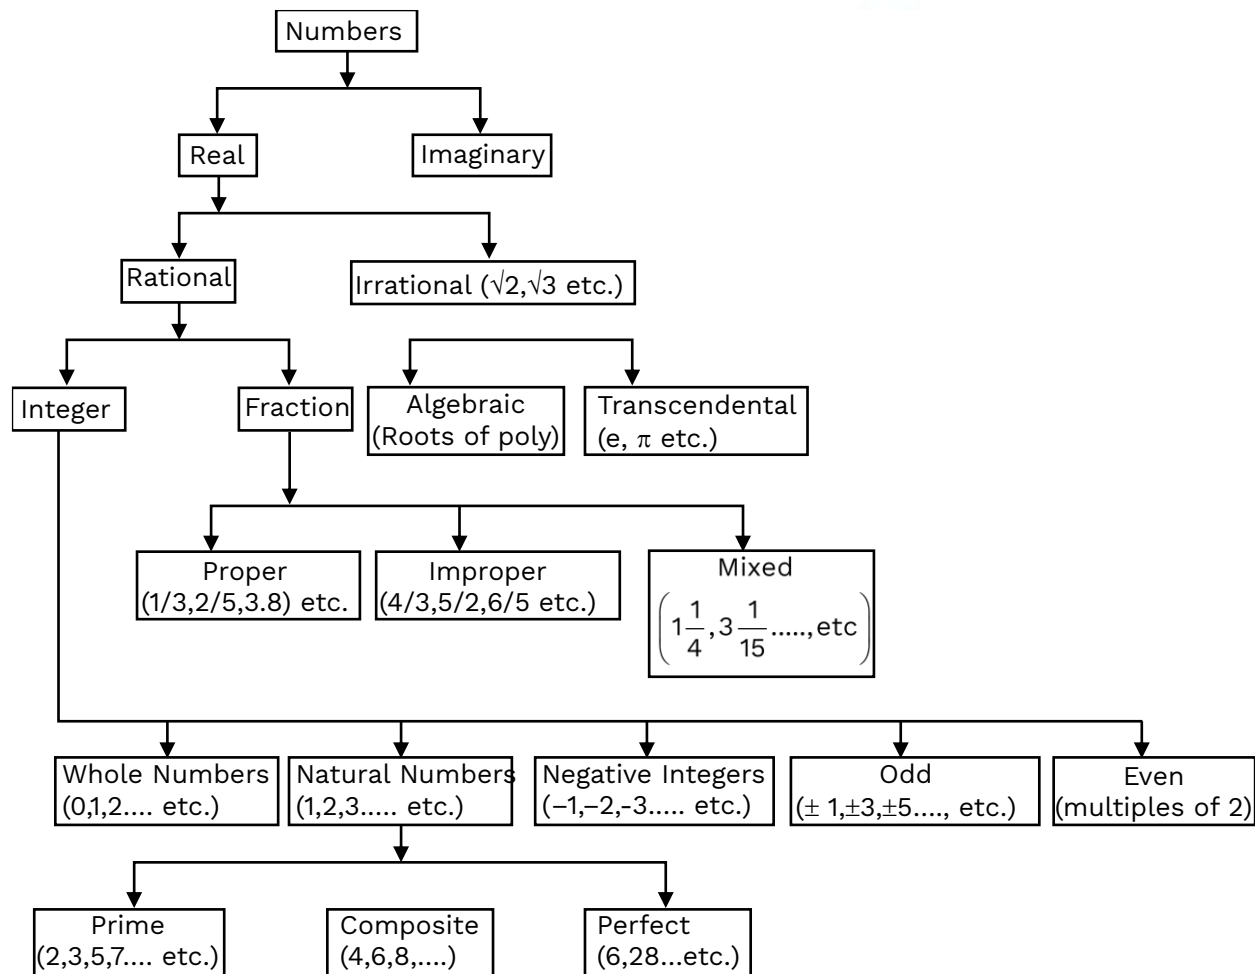 Numbers
Real
Imaginary
Rational
Irrational (√2,√3 etc.)
Integer
Fraction
Algebraic
(Roots of poly)
Transcendental
(e, π etc.)
Proper
(1/3,2/5,3.8) etc.
Improper
(4/3,5/2,6/5 etc.)
Mixed
(1 1/4, 3 1/15 ....., etc)
Whole Numbers
(0,1,2.... etc.)
Natural Numbers
(1,2,3..... etc.)
Negative Integers
(–1,–2,-3..... etc.)
Odd
(± 1,±3,±5...., etc.)
Even
(multiples of 2)
Prime
(2,3,5,7.... etc.)
Composite
(4,6,8,....)
Perfect
(6,28...etc.)